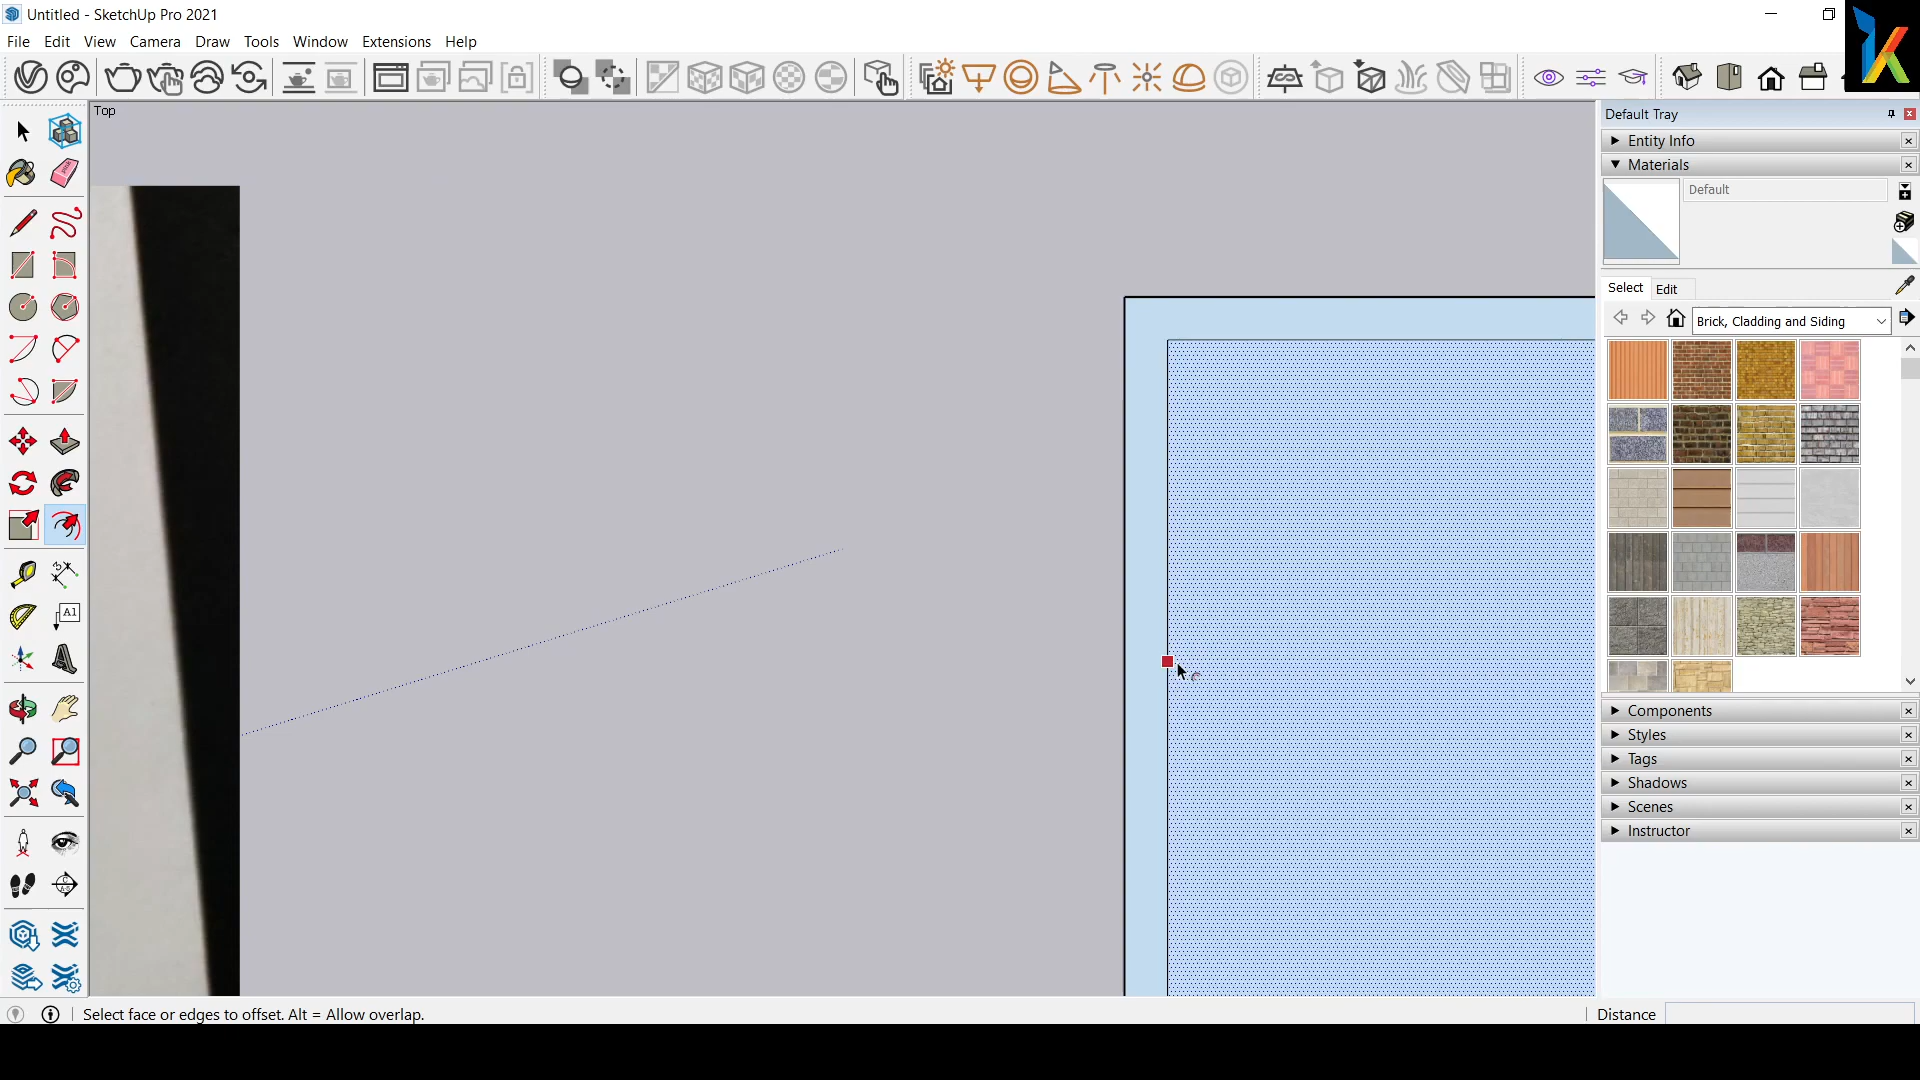 Untitled - SketchUp Pro 2021
File Edit View Camera Draw Tools Window Extensions Help
Top
Default Tray
Entity Info
Materials
Default
Select Edit
Brick, Cladding and Siding
Components
Styles
Tags
Shadows
Scenes
Instructor
A1
Select face or edges to offset. Alt = Allow overlap.
Distance